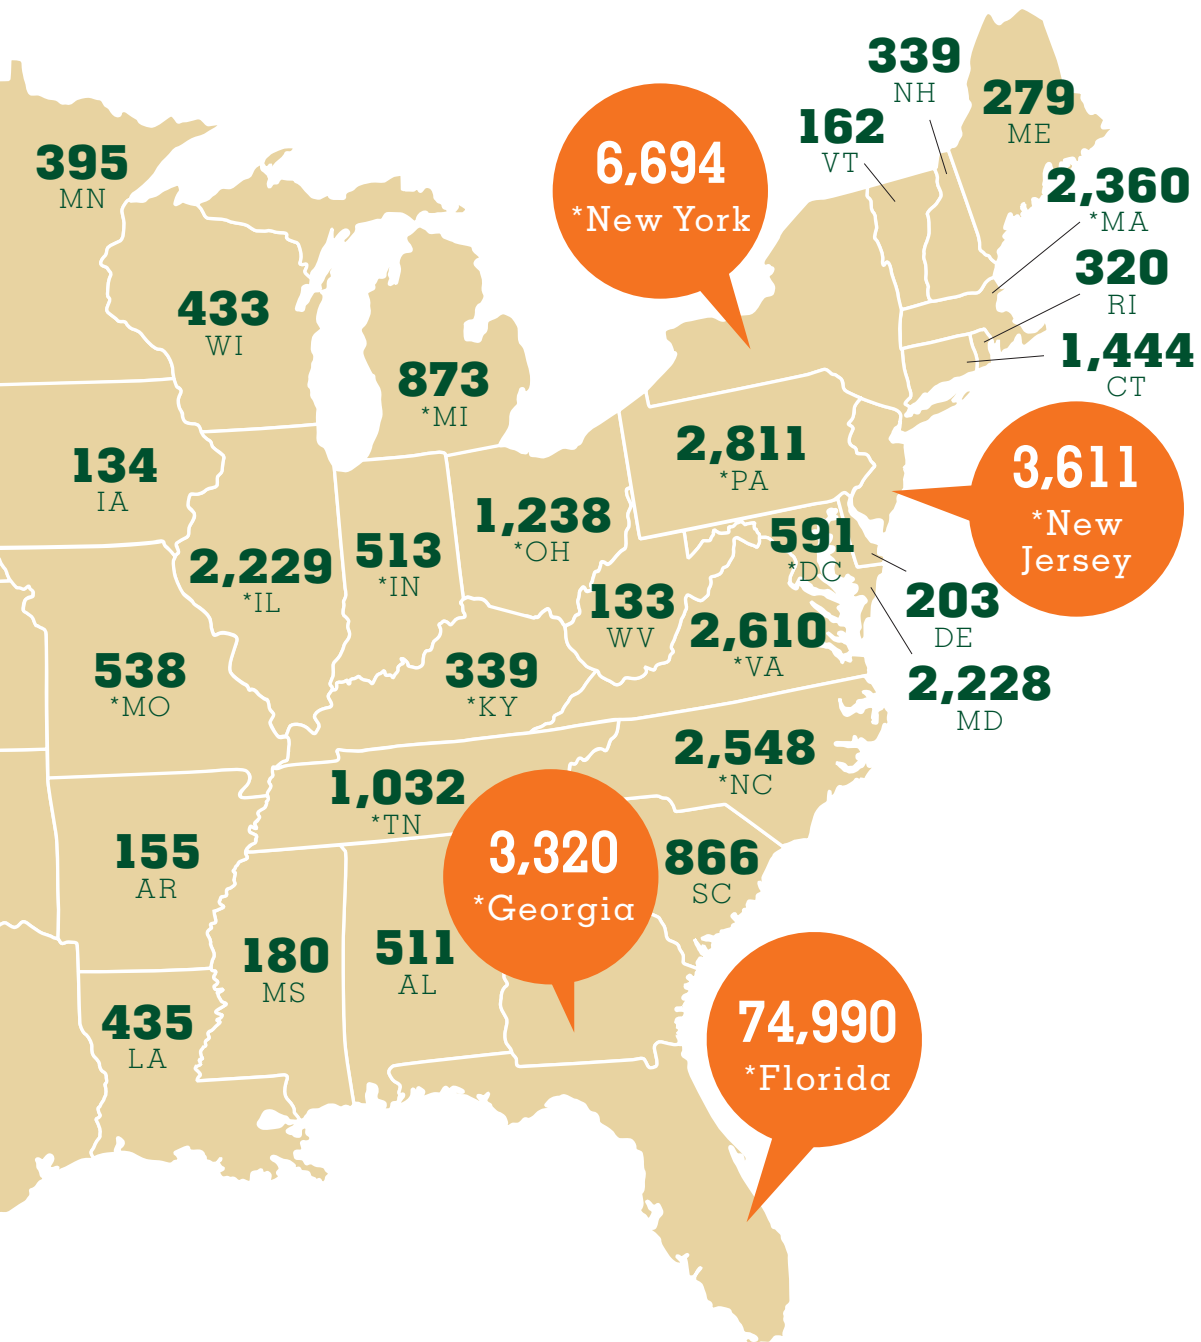 339
NH
279
ME
162
VT
6,694
*New York
395
MN
2,360
*MA
320
RI
433
WI
1,444
CT
873
*MI
2,811
*PA
3,611
*New
Jersey
134
IA
1,238
*OH
591
*DC
513
*IN
2,229
*IL
133
WV
203
DE
2,610
*VA
538
*MO
339
*KY
2,228
MD
2,548
*NC
1,032
*TN
155
AR
3,320
*Georgia
866
SC
180
MS
511
AL
435
LA
74,990
*Florida